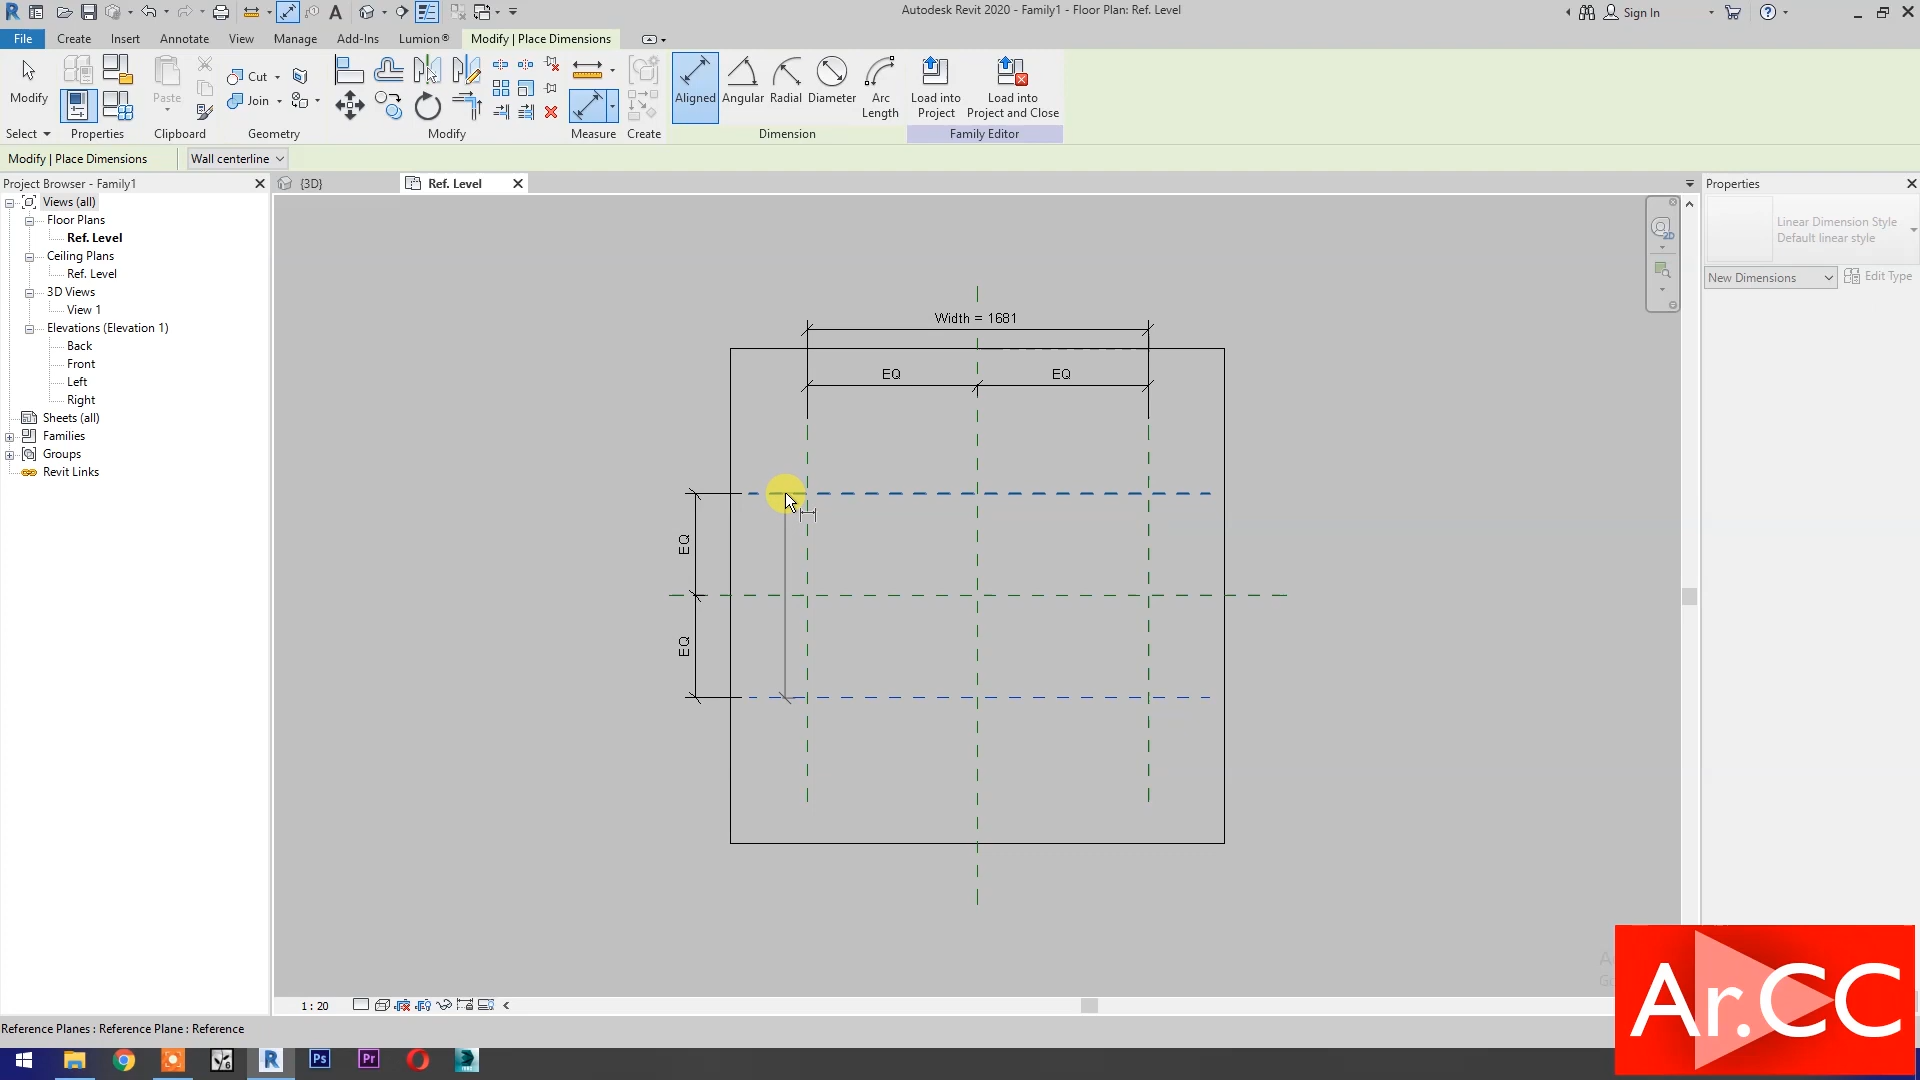 Autodesk Revit 2020 - Family1 - Floor Plan: Ref. Level
Sign In
File
Create
Insert
Annotate
View
Manage
Add-Ins
Lumion®
Modify | Place Dimensions
Modify
Paste
Cut
Join
Aligned
Angular
Radial
Diameter
Arc
Length
Load into
Project
Load into
Project and Close
Select
Properties
Clipboard
Geometry
Modify
Measure
Create
Dimension
Family Editor
Modify | Place Dimensions
Wall centerline
Project Browser - Family1
{3D}
Ref. Level
Properties
Views (all)
Floor Plans
Ref. Level
Ceiling Plans
Ref. Level
3D Views
View 1
Elevations (Elevation 1)
Back
Front
Left
Right
Sheets (all)
Families
Groups
Revit Links
Linear Dimension Style
Default linear style
New Dimensions
Edit Type
2D
Width = 1681
EQ
EQ
EQ
EQ
1 : 20
Reference Planes : Reference Plane : Reference
R
Ps
Pr
Ar.CC